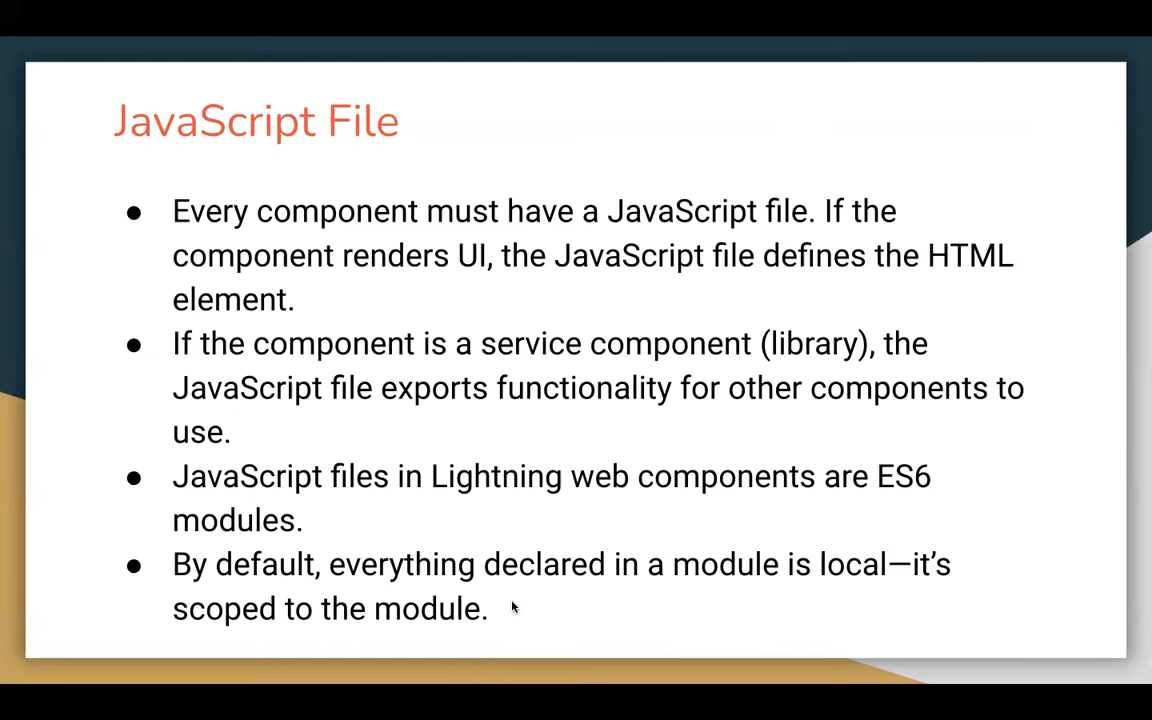 JavaScript File
● Every component must have a JavaScript file. If the
component renders UI, the JavaScript file defines the HTML
element.
● If the component is a service component (library), the
JavaScript file exports functionality for other components to
use.
● JavaScript files in Lightning web components are ES6
modules.
● By default, everything declared in a module is local—it’s
scoped to the module.